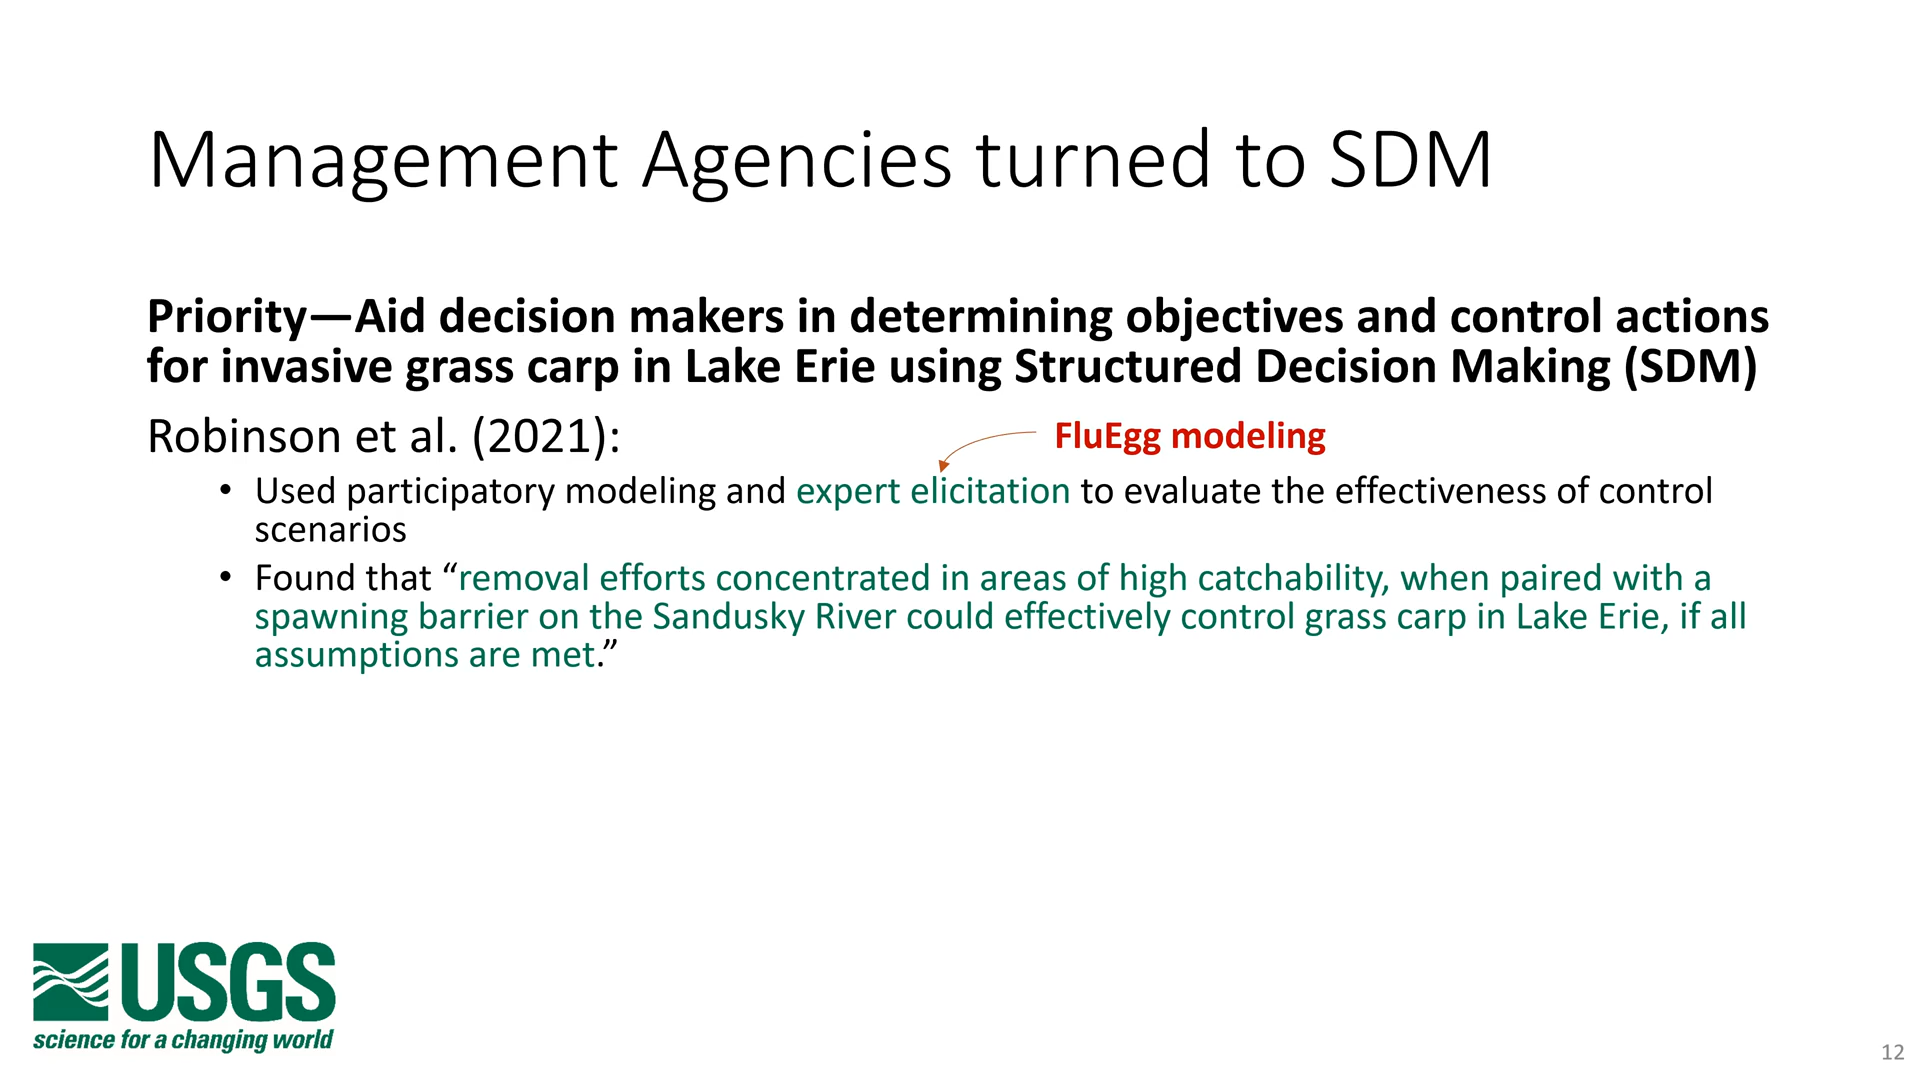 Management Agencies turned to SDM
Priority—Aid decision makers in determining objectives and control actions
for invasive grass carp in Lake Erie using Structured Decision Making (SDM)
Robinson et al. (2021):
FluEgg modeling
• Used participatory modeling and expert elicitation to evaluate the effectiveness of control
scenarios
• Found that “removal efforts concentrated in areas of high catchability, when paired with a
spawning barrier on the Sandusky River could effectively control grass carp in Lake Erie, if all
assumptions are met.”
USGS
science for a changing world
12